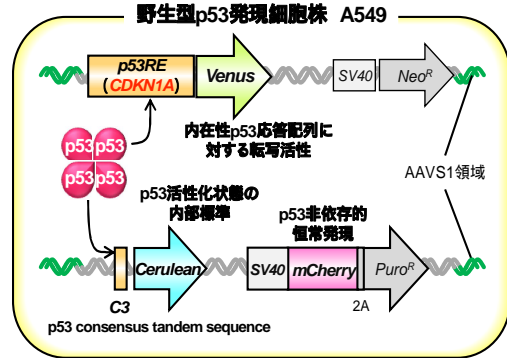 野生型p53発現細胞株 A549
p53RE
(CDKN1A)
Venus
SV40
Neo^R
内在性p53応答配列に
対する転写活性
p53 p53
p53 p53
AAVS1領域
p53活性化状態の
内部標準
p53非依存的
恒常発現
C3
Cerulean
SV40
mCherry
2A
Puro^R
p53 consensus tandem sequence